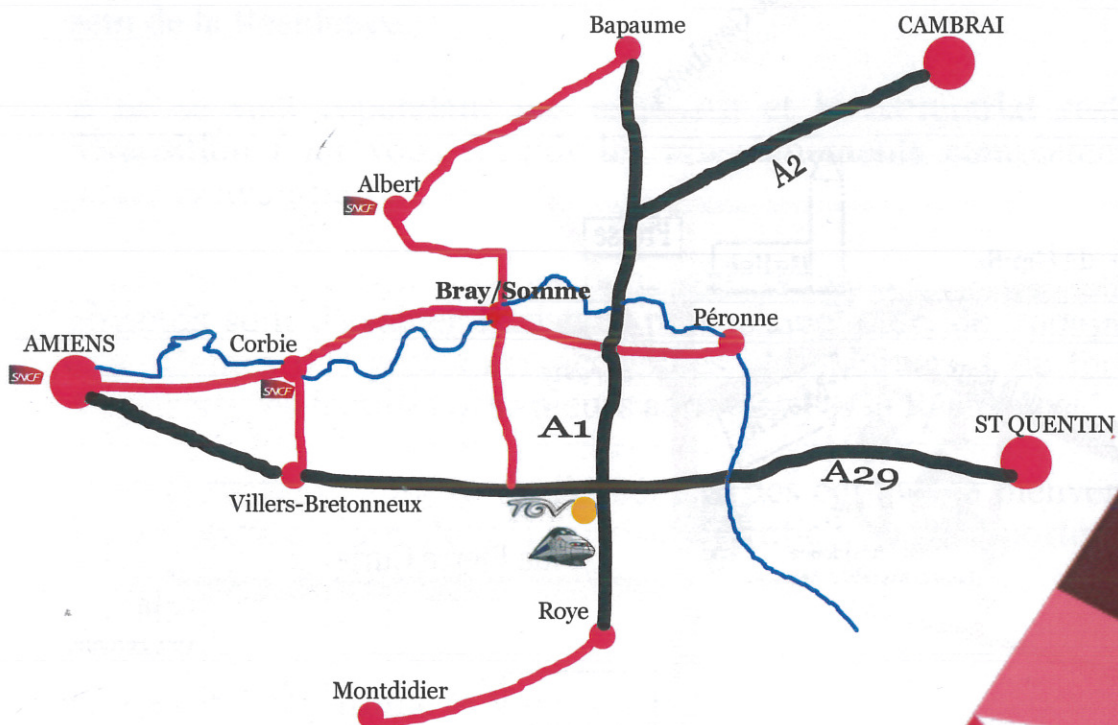 Bapaume
CAMBRAI
A2
Albert
SNCF
Bray/Somme
Péronne
AMIENS
Corbie
SNCF
SNCF
A1
ST QUENTIN
A29
Villers-Bretonneux
TGV
Roye
Montdidier